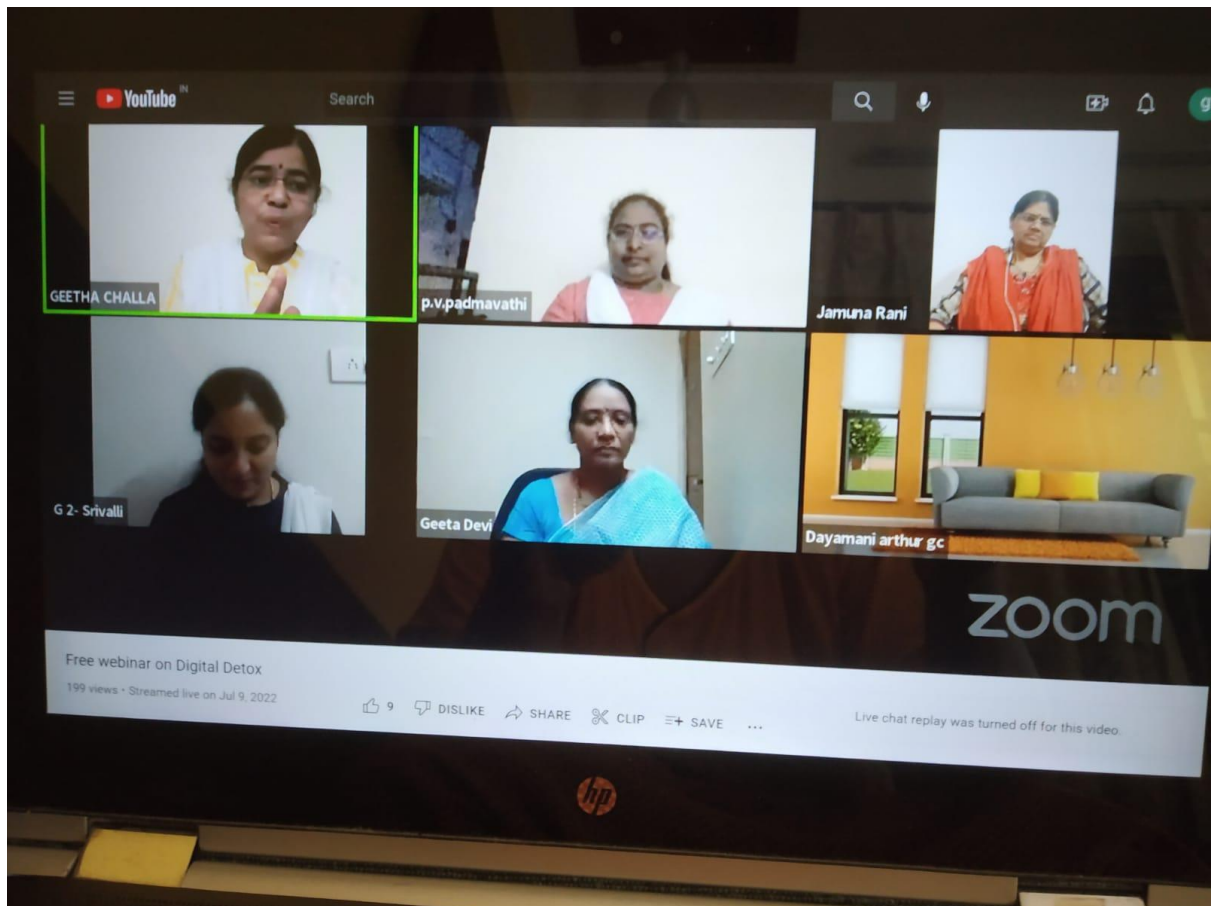 YouTube IN
Search
g
GEETHA CHALLA
p.v.padmavathi
Jamuna Rani
G 2- Srivalli
Geeta Devi
Dayamani arthur gc
zoom
Free webinar on Digital Detox
199 views • Streamed live on Jul 9, 2022
9 DISLIKE SHARE CLIP SAVE ...
Live chat replay was turned off for this video.
hp